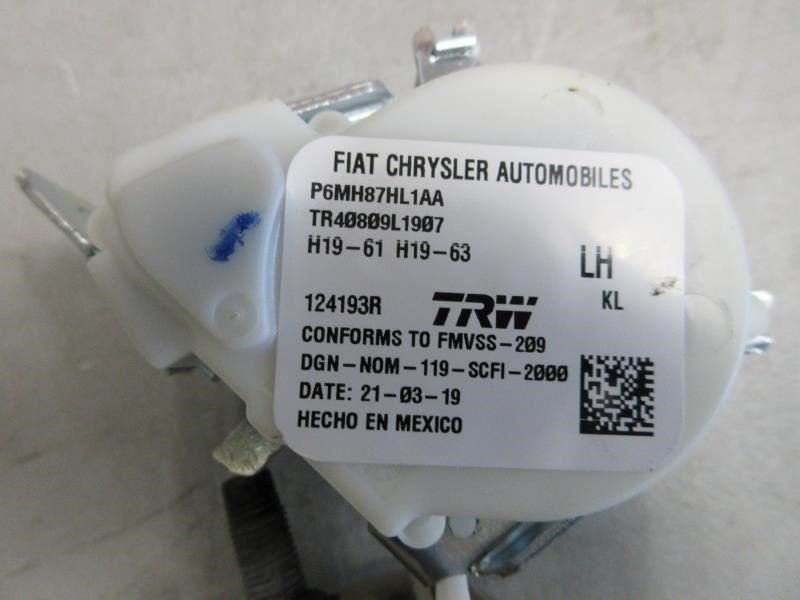 FIAT CHRYSLER AUTOMOBILES
P6MH87HL1AA
TR40809L1907
H19-61 H19-63
LH
KL
124193R TRW
CONFORMS TO FMVSS-209
DGN-NOM-119-SCFI-2000
DATE: 21-03-19
HECHO EN MEXICO